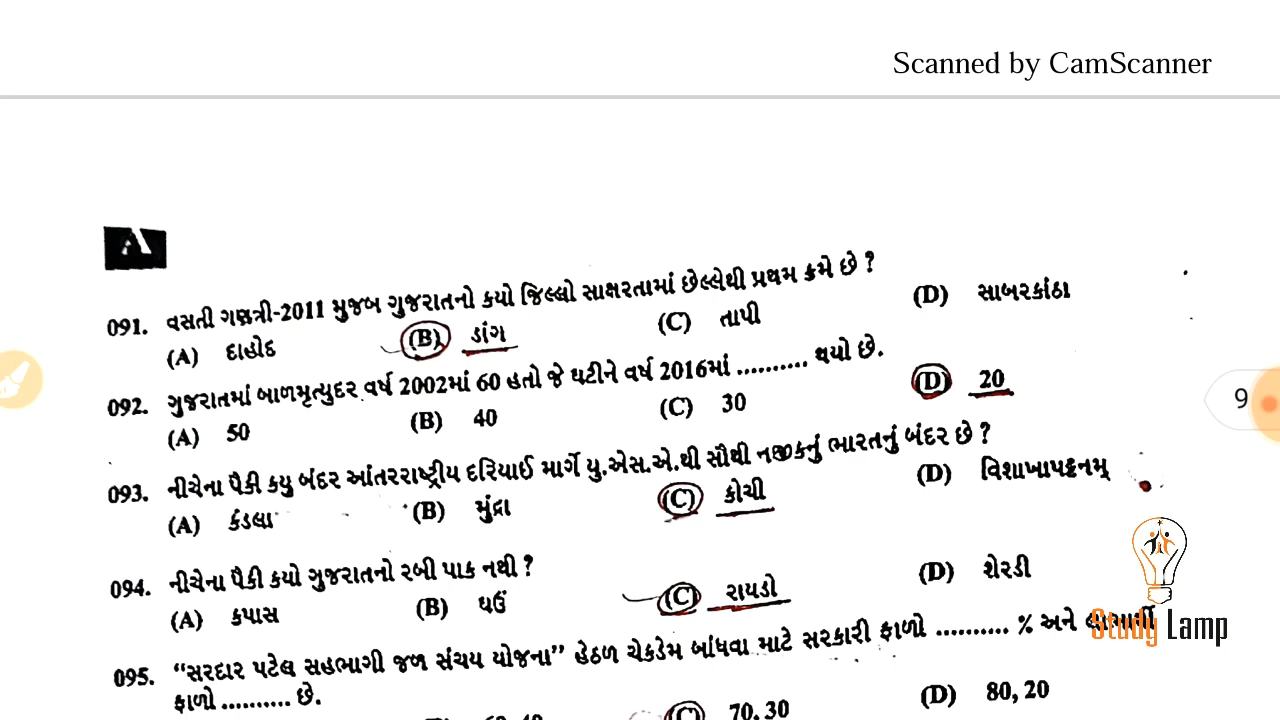 Scanned by CamScanner
A
091. વસતી ગણત્રી-2011 મુજબ ગુજરાતનો કયો જિલ્લો સાક્ષરતામાં છેલ્લેથી પ્રથમ ક્રમે છે ?
(A) દાહોદ (B) ડાંગ (C) તાપી (D) સાબરકાંઠા
092. ગુજરાતમાં બાળમૃત્યુદર વર્ષ 2002માં 60 હતો જે ઘટીને વર્ષ 2016માં .......... થયો છે.
(A) 50 (B) 40 (C) 30 (D) 20
9
093. નીચેના પૈકી કયુ બંદર આંતરરાષ્ટ્રીય દરિયાઈ માર્ગે યુ.એસ.એ.થી સૌથી નજીકનું ભારતનું બંદર છે ?
(A) કંડલા (B) મુંદ્રા (C) કોચી (D) વિશાખાપટ્ટનમ્
094. નીચેના પૈકી કયો ગુજરાતનો રબી પાક નથી ?
(A) કપાસ (B) ઘઉં (C) રાયડો (D) શેરડી
Study Lamp
095. “સરદાર પટેલ સહભાગી જળ સંચય યોજના” હેઠળ ચેકડેમ બાંધવા માટે સરકારી ફાળો .......... % અને
ફાળો .......... છે.
(C) 70, 30 (D) 80, 20